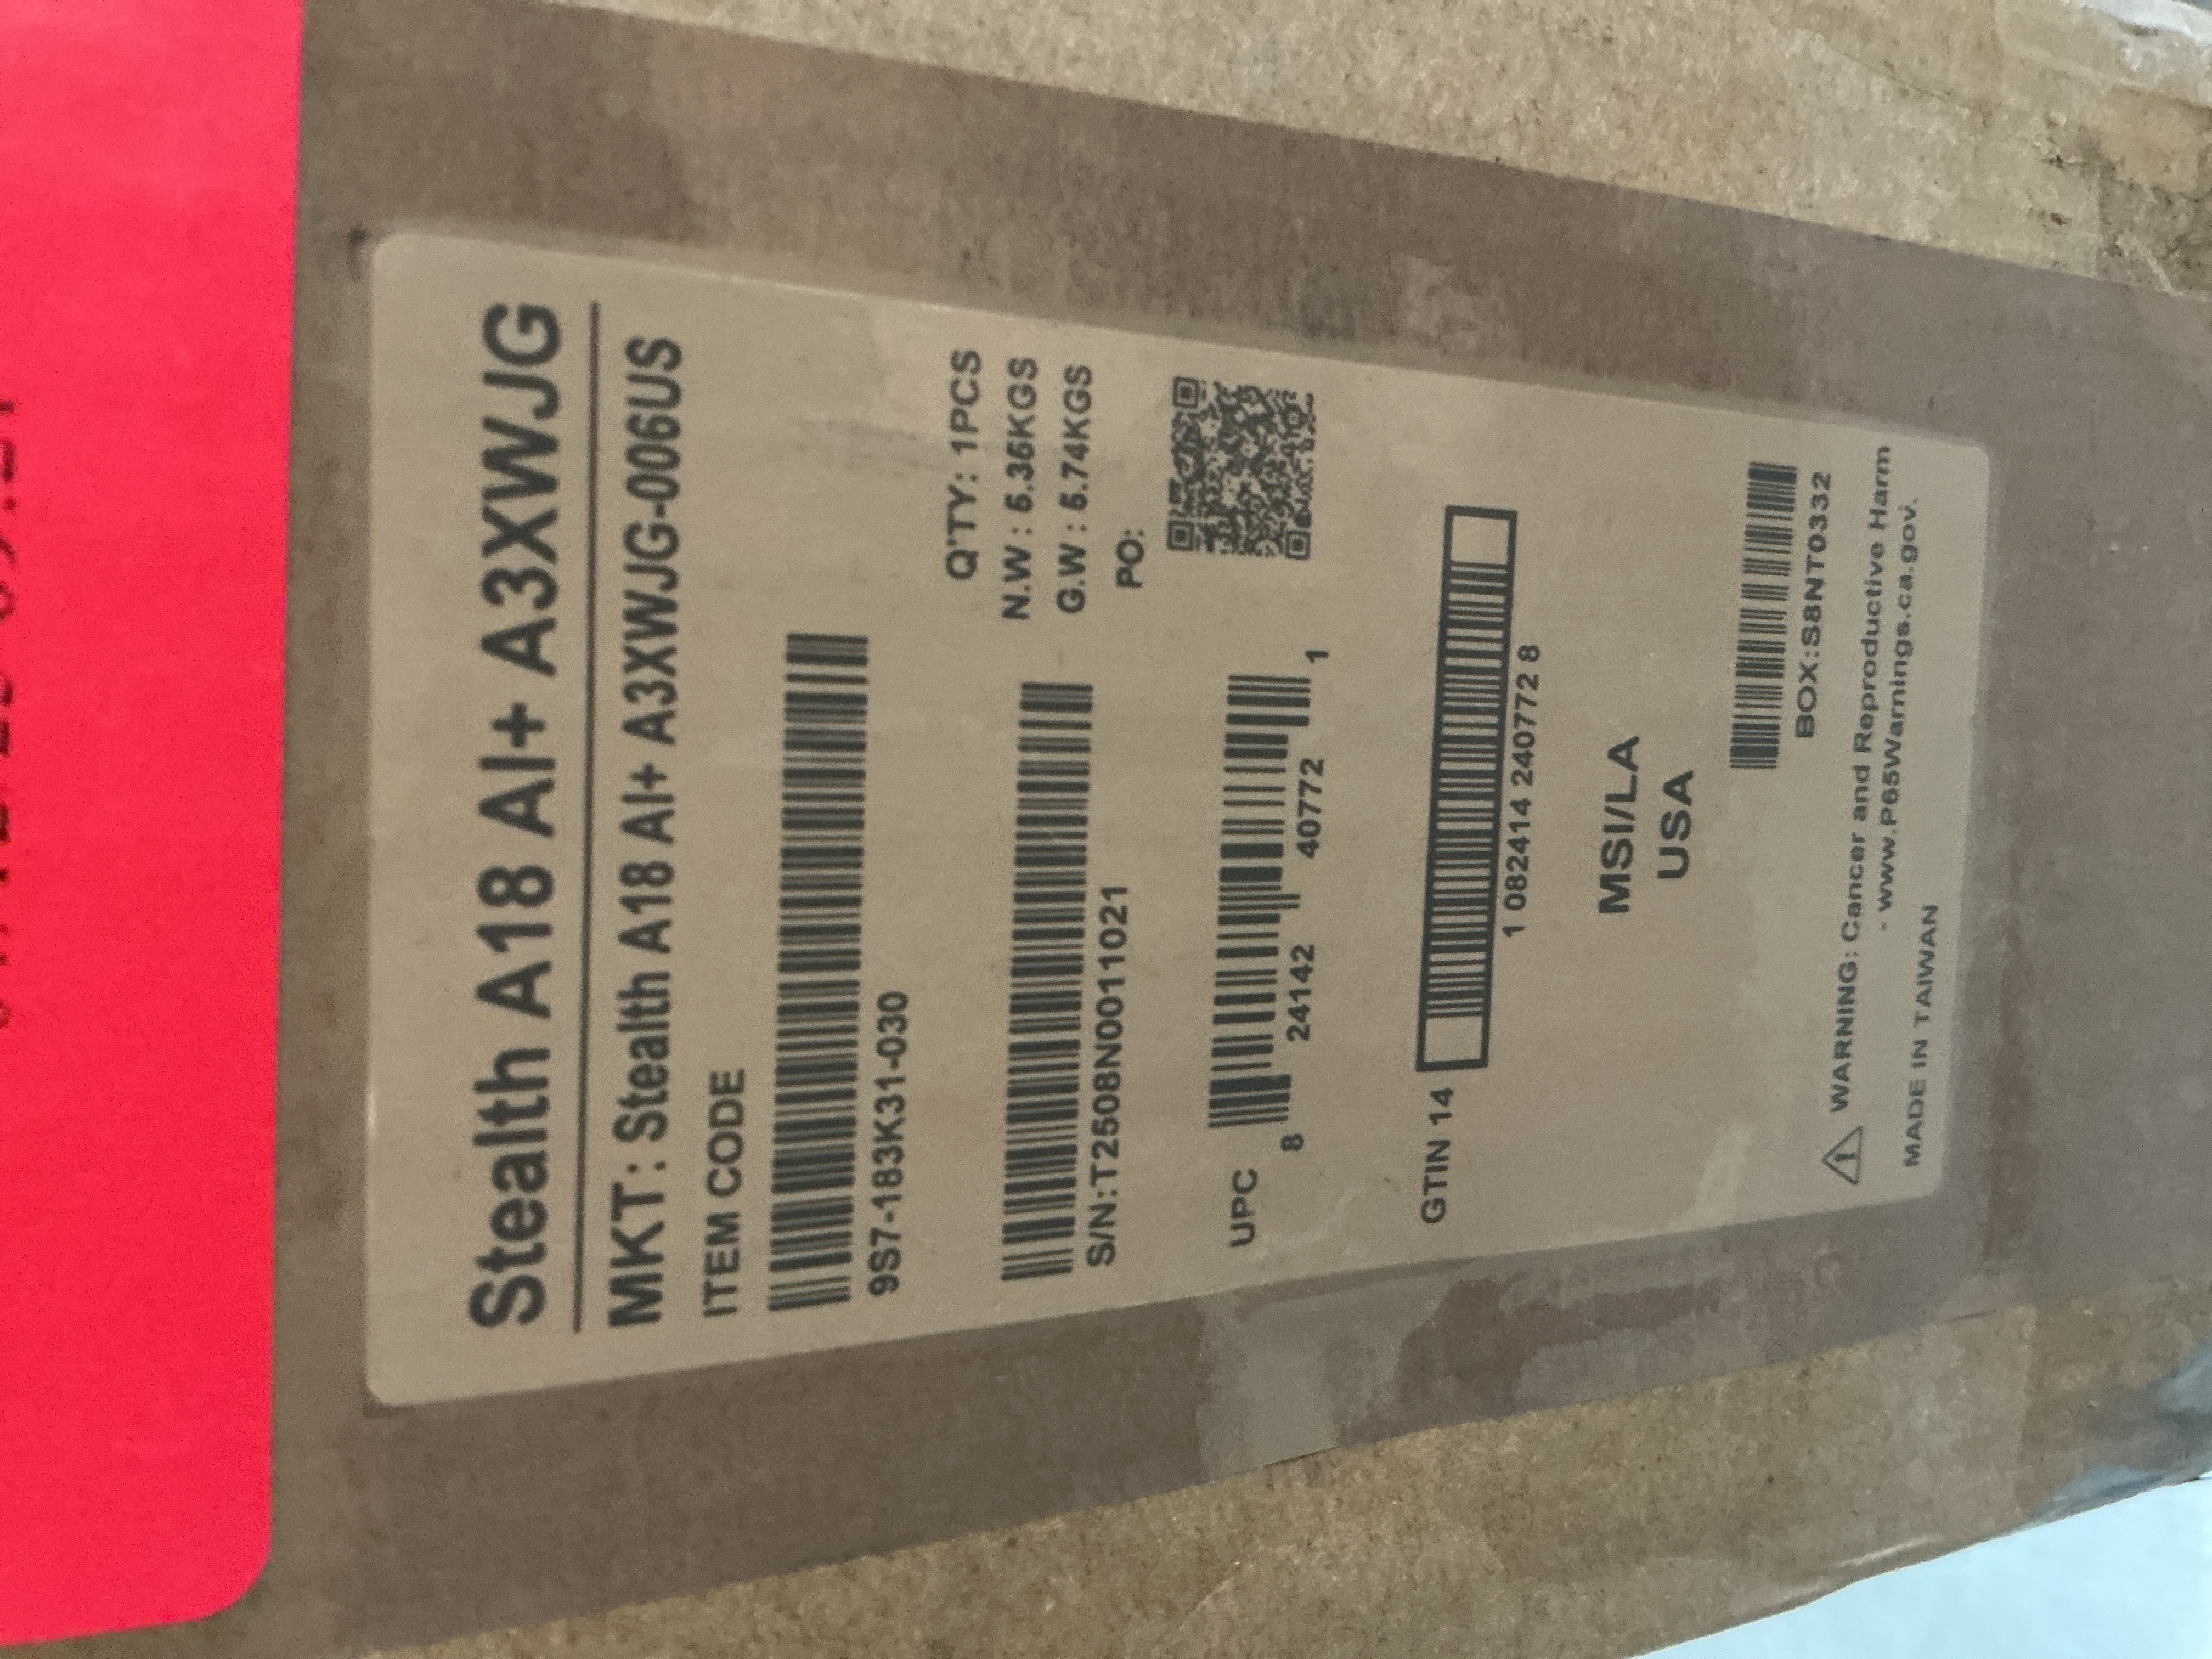 Stealth A18 AI+ A3XWJG
MKT: Stealth A18 AI+ A3XWJG-006US
ITEM CODE
9S7-183K31-030
Q'TY: 1PCS
N.W : 5.36KGS
G.W : 5.74KGS
PO:
S/N:T2508N0011021
UPC
8 24142 40772 1
GTIN 14
1 082414 240772 8
MSI/LA
USA
BOX:S8NT0332
WARNING: Cancer and Reproductive Harm
- www.P65Warnings.ca.gov.
MADE IN TAIWAN